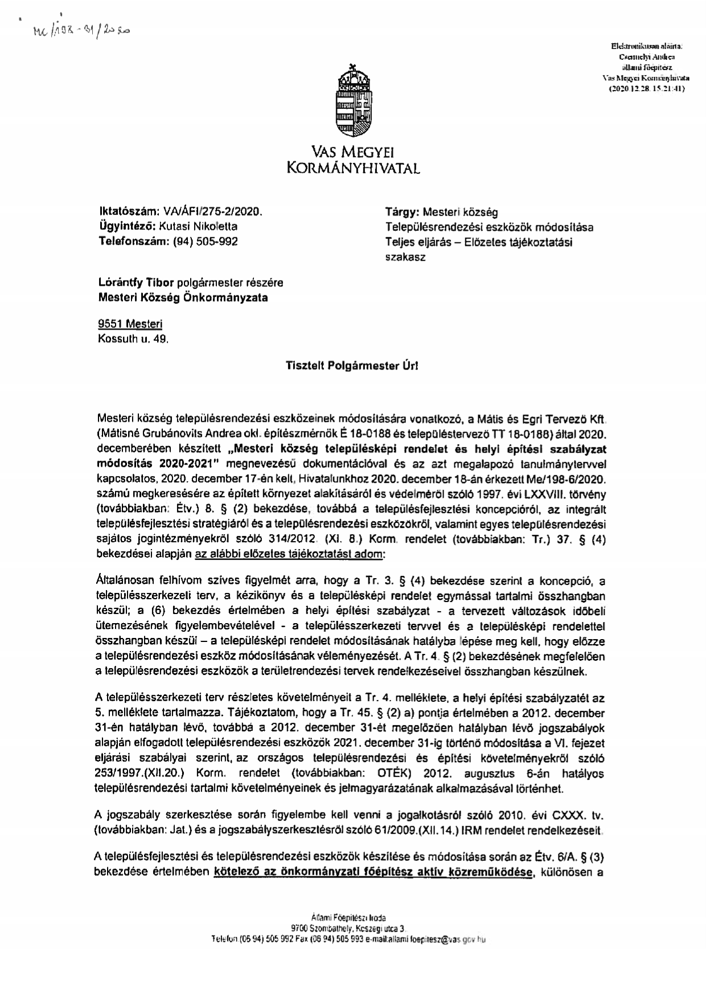 Me/198-31/2020
Elektronikusan aláírta:
Csemelyi Andrea
állami főépítész
Vas Megyei Kormányhivata
(2020.12.28. 15:21:41)
VAS MEGYEI
KORMÁNYHIVATAL
Iktatószám: VA/ÁFI/275-2/2020.
Ügyintéző: Kutasi Nikoletta
Telefonszám: (94) 505-992
Tárgy: Mesteri község
Településrendezési eszközök módosítása
Teljes eljárás – Előzetes tájékoztatási
szakasz
Lórántfy Tibor polgármester részére
Mesteri Község Önkormányzata
9551 Mesteri
Kossuth u. 49.
Tisztelt Polgármester Úr!
Mesteri község településrendezési eszközeinek módosítására vonatkozó, a Mátis és Egri Tervező Kft.
(Mátisné Grubánovits Andrea okl. építészmérnök É 18-0188 és településtervező TT 18-0188) által 2020.
decemberében készített „Mesteri község településképi rendelet és helyi építési szabályzat
módosítás 2020-2021" megnevezésű dokumentációval és az azt megalapozó tanulmánytervvel
kapcsolatos, 2020. december 17-én kelt, Hivatalunkhoz 2020. december 18-án érkezett Me/198-6/2020.
számú megkeresésére az épített környezet alakításáról és védelméről szóló 1997. évi LXXVIII. törvény
(továbbiakban: Étv.) 8. § (2) bekezdése, továbbá a településfejlesztési koncepcióról, az integrált
településfejlesztési stratégiáról és a településrendezési eszközökről, valamint egyes településrendezési
sajátos jogintézményekről szóló 314/2012. (XI. 8.) Korm. rendelet (továbbiakban: Tr.) 37. § (4)
bekezdései alapján az alábbi előzetes tájékoztatást adom:
Általánosan felhívom szíves figyelmét arra, hogy a Tr. 3. § (4) bekezdése szerint a koncepció, a
településszerkezeti terv, a kézikönyv és a településképi rendelet egymással tartalmi összhangban
készül; a (6) bekezdés értelmében a helyi építési szabályzat - a tervezett változások időbeli
ütemezésének figyelembevételével - a településszerkezeti tervvel és a településképi rendelettel
összhangban készül – a településképi rendelet módosításának hatályba lépése meg kell, hogy előzze
a településrendezési eszköz módosításának véleményezését. A Tr. 4. § (2) bekezdésének megfelelően
a településrendezési eszközök a területrendezési tervek rendelkezéseivel összhangban készülnek.
A településszerkezeti terv részletes követelményeit a Tr. 4. melléklete, a helyi építési szabályzatét az
5. melléklete tartalmazza. Tájékoztatom, hogy a Tr. 45. § (2) a) pontja értelmében a 2012. december
31-én hatályban lévő, továbbá a 2012. december 31-ét megelőzően hatályban lévő jogszabályok
alapján elfogadott településrendezési eszközök 2021. december 31-ig történő módosítása a VI. fejezet
eljárási szabályai szerint, az országos településrendezési és építési követelményekről szóló
253/1997.(XII.20.) Korm. rendelet (továbbiakban: OTÉK) 2012. augusztus 6-án hatályos
településrendezési tartalmi követelményeinek és jelmagyarázatának alkalmazásával történhet.
A jogszabály szerkesztése során figyelembe kell venni a jogalkotásról szóló 2010. évi CXXX. tv.
(továbbiakban: Jat.) és a jogszabályszerkesztésről szóló 61/2009.(XII.14.) IRM rendelet rendelkezéseit.
A településfejlesztési és településrendezési eszközök készítése és módosítása során az Étv. 6/A. § (3)
bekezdése értelmében kötelező az önkormányzati főépítész aktív közreműködése, különösen a
Állami Főépítészi Iroda
9700 Szombathely, Kőszegi utca 3.
Telefon (06 94) 505 992 Fax (06 94) 505 993 e-mail:allami foepitesz@vas gov hu